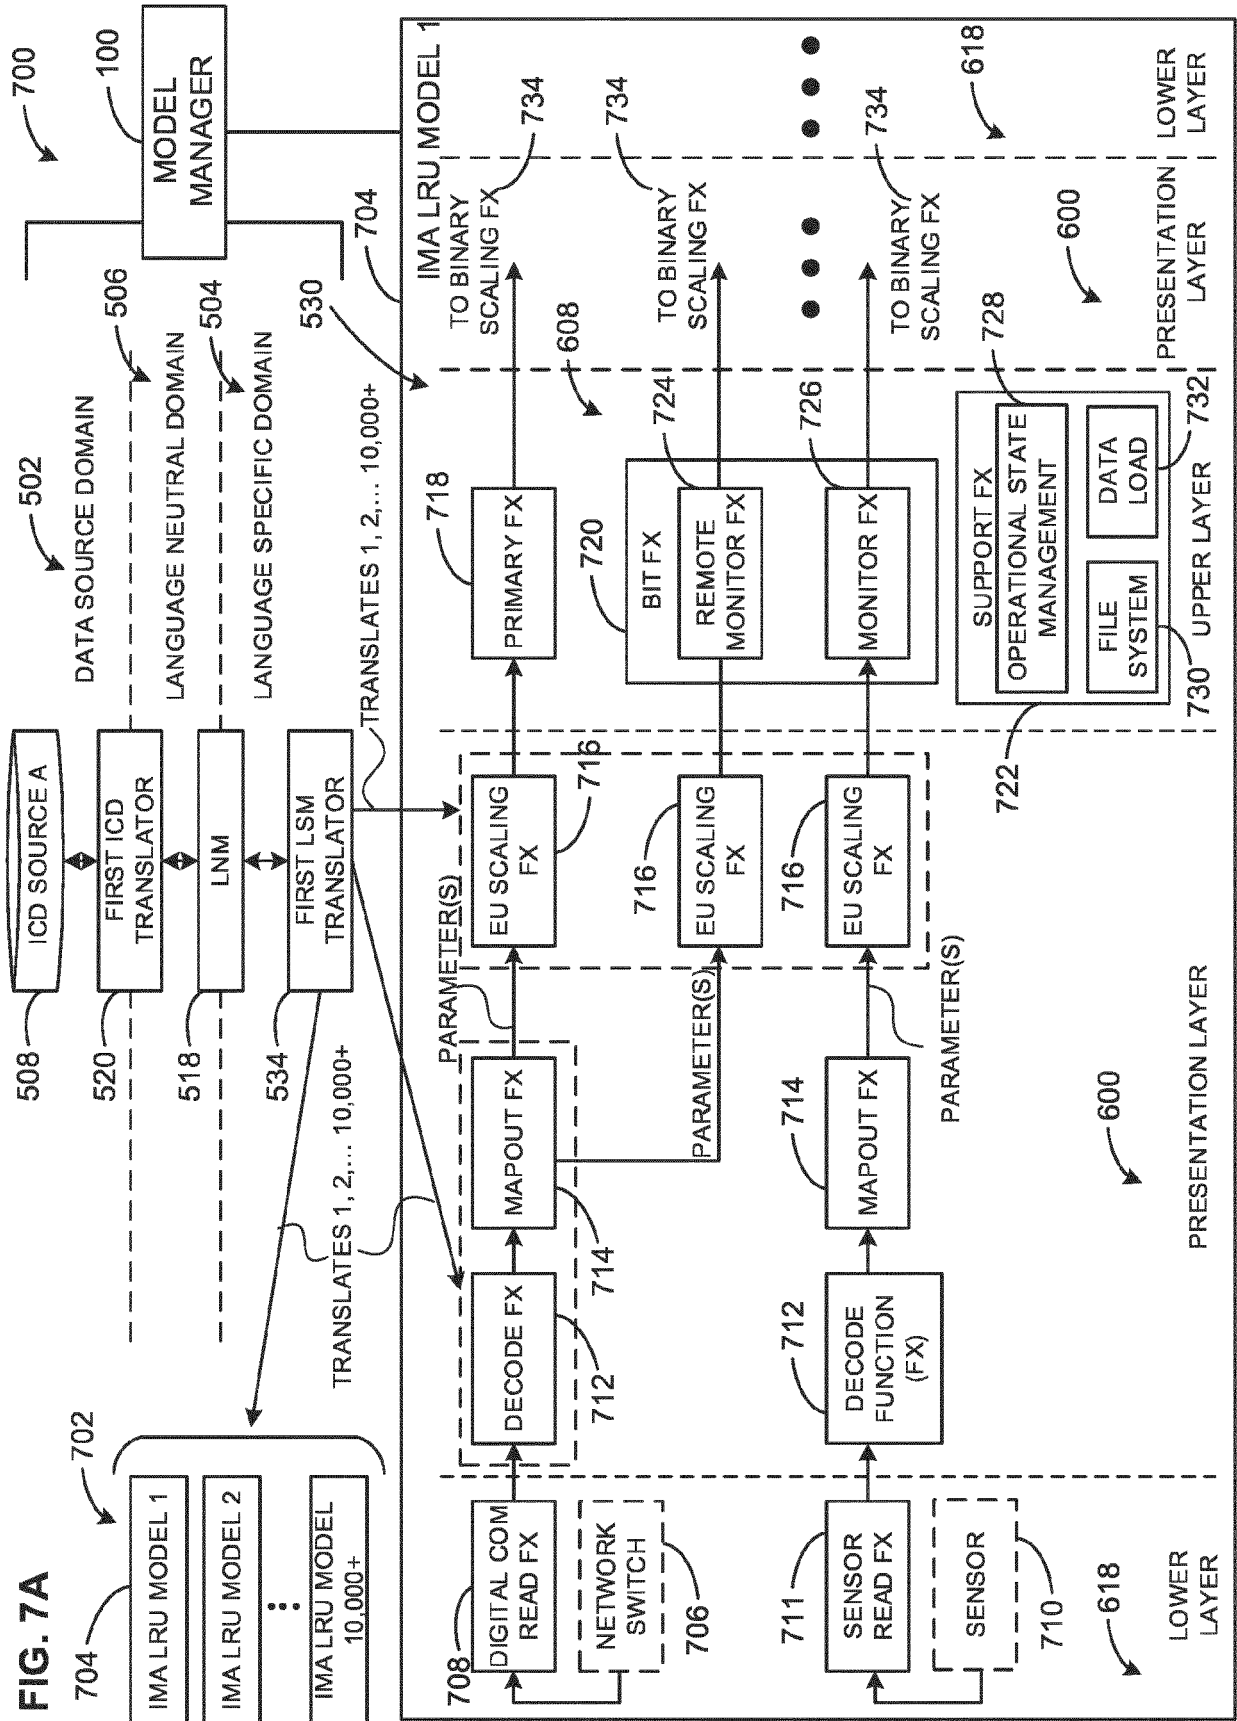 FIG. 7A
700
100
MODEL
MANAGER
502
DATA SOURCE DOMAIN
506
LANGUAGE NEUTRAL DOMAIN
504
LANGUAGE SPECIFIC DOMAIN
508
ICD SOURCE A
520
FIRST ICD
TRANSLATOR
518
LNM
534
FIRST LSM
TRANSLATOR
TRANSLATES 1, 2,... 10,000+
TRANSLATES 1, 2,... 10,000+
702
704
IMA LRU MODEL 1
IMA LRU MODEL 2
IMA LRU MODEL
10,000+
530
704
IMA LRU MODEL 1
708
DIGITAL COM
READ FX
NETWORK
SWITCH
706
DECODE FX
712
MAPOUT FX
714
PARAMETER(S)
EU SCALING
FX
716
718
PRIMARY FX
TO BINARY
SCALING FX
734
608
PARAMETER(S)
716
EU SCALING
FX
720
BIT FX
REMOTE
MONITOR FX
724
TO BINARY
SCALING FX
734
711
SENSOR
READ FX
SENSOR
710
712
DECODE
FUNCTION
(FX)
714
MAPOUT FX
PARAMETER(S)
716
EU SCALING
FX
MONITOR FX
726
TO BINARY
SCALING FX
734
722
SUPPORT FX
OPERATIONAL STATE
MANAGEMENT
728
FILE
SYSTEM
730
DATA
LOAD
732
618
LOWER
LAYER
600
PRESENTATION LAYER
UPPER LAYER
600
PRESENTATION
LAYER
618
LOWER
LAYER